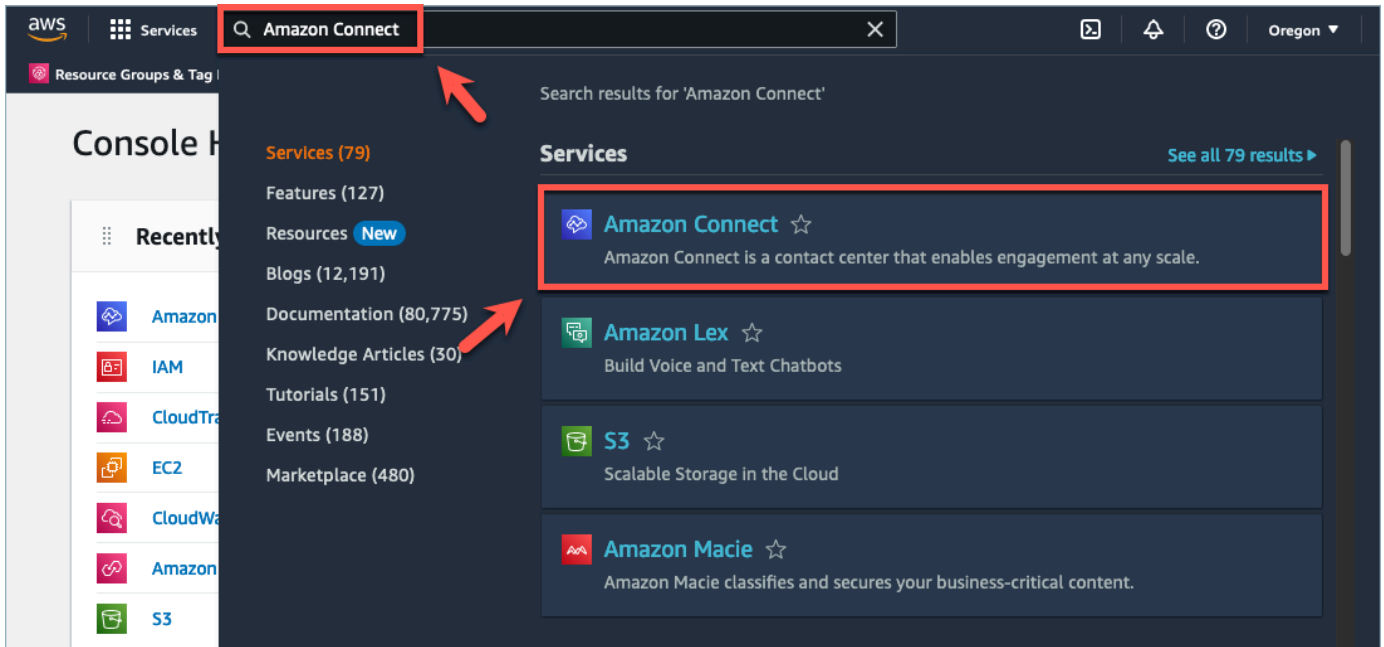 aws
Services
Amazon Connect
Oregon
Resource Groups & Tag
Search results for 'Amazon Connect'
Console H
Services (79)
Features (127)
Resources New
Blogs (12,191)
Documentation (80,775)
Knowledge Articles (30)
Tutorials (151)
Events (188)
Marketplace (480)
Services
See all 79 results
Amazon Connect
Amazon Connect is a contact center that enables engagement at any scale.
Amazon Lex
Build Voice and Text Chatbots
S3
Scalable Storage in the Cloud
Amazon Macie
Amazon Macie classifies and secures your business-critical content.
Recently
Amazon
IAM
CloudTra
EC2
CloudWa
Amazon
S3